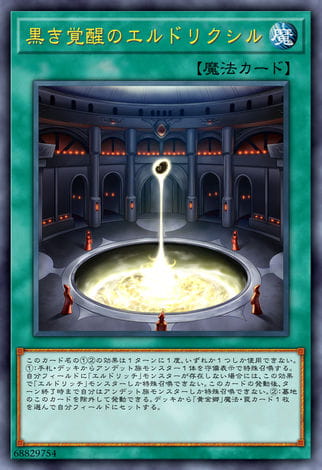 黒き覚醒のエルドリクシル 魔
【魔法カード】
このカード名の①②の効果は1ターンに1度、いずれか1つしか使用できない。
①：手札・デッキからアンデット族モンスター1体を守備表示で特殊召喚する。
自分フィールドに「エルドリッチ」モンスターが存在しない場合には、この効果
で「エルドリッチ」モンスターしか特殊召喚できない。このカードの発動後、タ
ーン終了時まで自分はアンデット族モンスターしか特殊召喚できない。②：墓地
のこのカードを除外して発動できる。デッキから「黄金郷」魔法・罠カード1枚
を選んで自分フィールドにセットする。
68829754